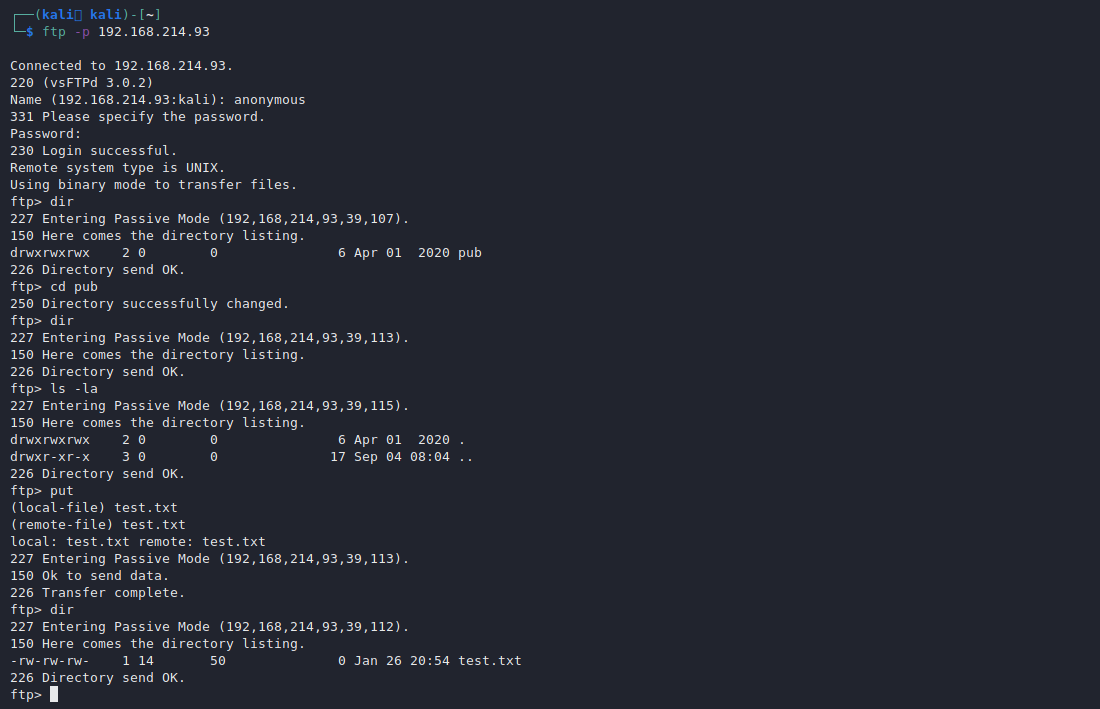 ┌──(kali㉿ kali)-[~]
└─$ ftp -p 192.168.214.93
Connected to 192.168.214.93.
220 (vsFTPd 3.0.2)
Name (192.168.214.93:kali): anonymous
331 Please specify the password.
Password:
230 Login successful.
Remote system type is UNIX.
Using binary mode to transfer files.
ftp> dir
227 Entering Passive Mode (192,168,214,93,39,107).
150 Here comes the directory listing.
drwxrwxrwx    2 0        0               6 Apr 01  2020 pub
226 Directory send OK.
ftp> cd pub
250 Directory successfully changed.
ftp> dir
227 Entering Passive Mode (192,168,214,93,39,113).
150 Here comes the directory listing.
226 Directory send OK.
ftp> ls -la
227 Entering Passive Mode (192,168,214,93,39,115).
150 Here comes the directory listing.
drwxrwxrwx    2 0        0               6 Apr 01  2020 .
drwxr-xr-x    3 0        0              17 Sep 04 08:04 ..
226 Directory send OK.
ftp> put
(local-file) test.txt
(remote-file) test.txt
local: test.txt remote: test.txt
227 Entering Passive Mode (192,168,214,93,39,113).
150 Ok to send data.
226 Transfer complete.
ftp> dir
227 Entering Passive Mode (192,168,214,93,39,112).
150 Here comes the directory listing.
-rw-rw-rw-    1 14       50              0 Jan 26 20:54 test.txt
226 Directory send OK.
ftp>